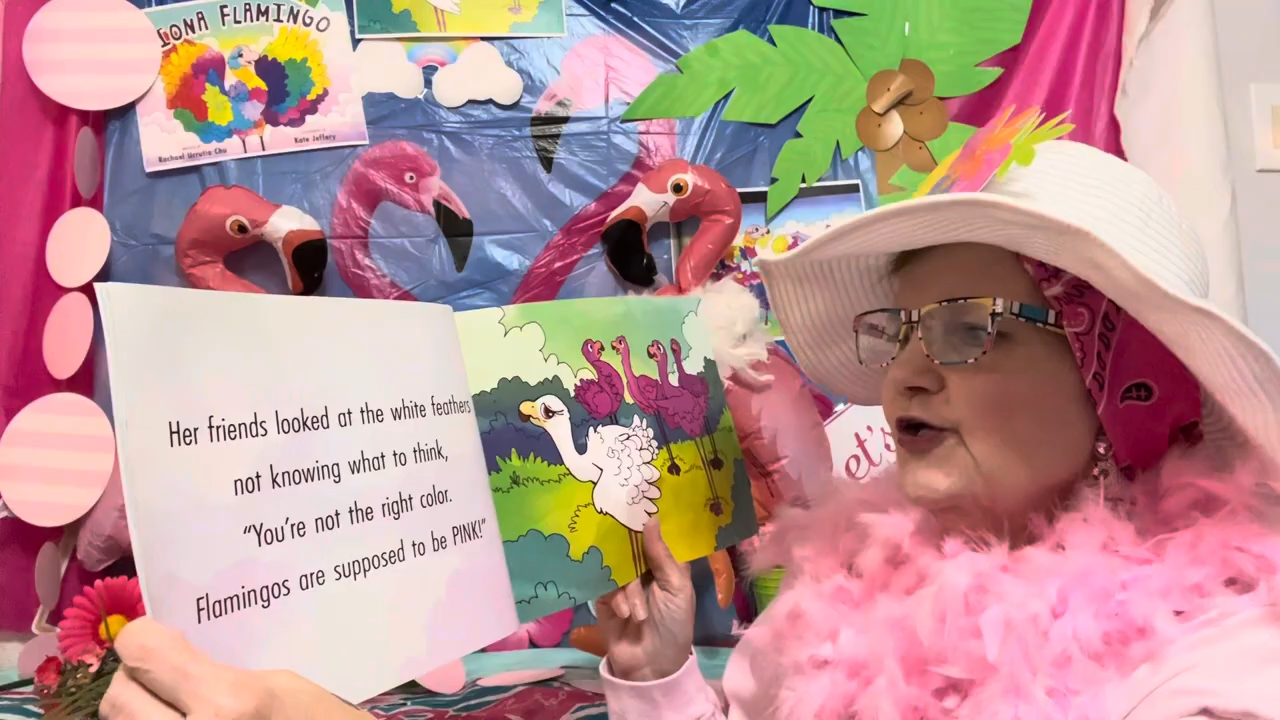 IONA FLAMINGO
Rachael Urrutia Chu
Kate Jeffery
Her friends looked at the white feathers
not knowing what to think,
“You're not the right color.
Flamingos are supposed to be PINK!”
et's